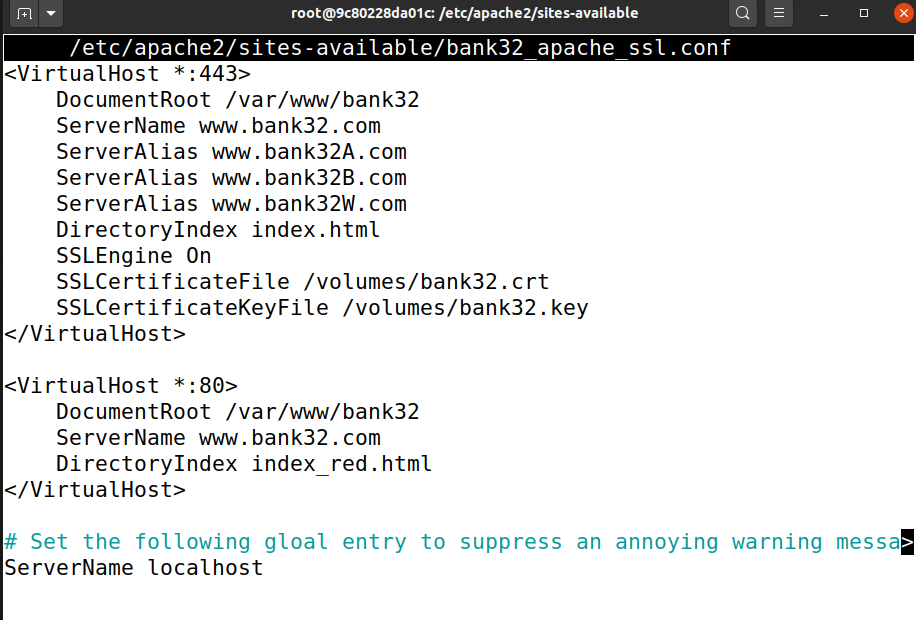 root@9c80228da01c: /etc/apache2/sites-available
/etc/apache2/sites-available/bank32_apache_ssl.conf
<VirtualHost *:443>
    DocumentRoot /var/www/bank32
    ServerName www.bank32.com
    ServerAlias www.bank32A.com
    ServerAlias www.bank32B.com
    ServerAlias www.bank32W.com
    DirectoryIndex index.html
    SSLEngine On
    SSLCertificateFile /volumes/bank32.crt
    SSLCertificateKeyFile /volumes/bank32.key
</VirtualHost>

<VirtualHost *:80>
    DocumentRoot /var/www/bank32
    ServerName www.bank32.com
    DirectoryIndex index_red.html
</VirtualHost>

# Set the following gloal entry to suppress an annoying warning messa>
ServerName localhost